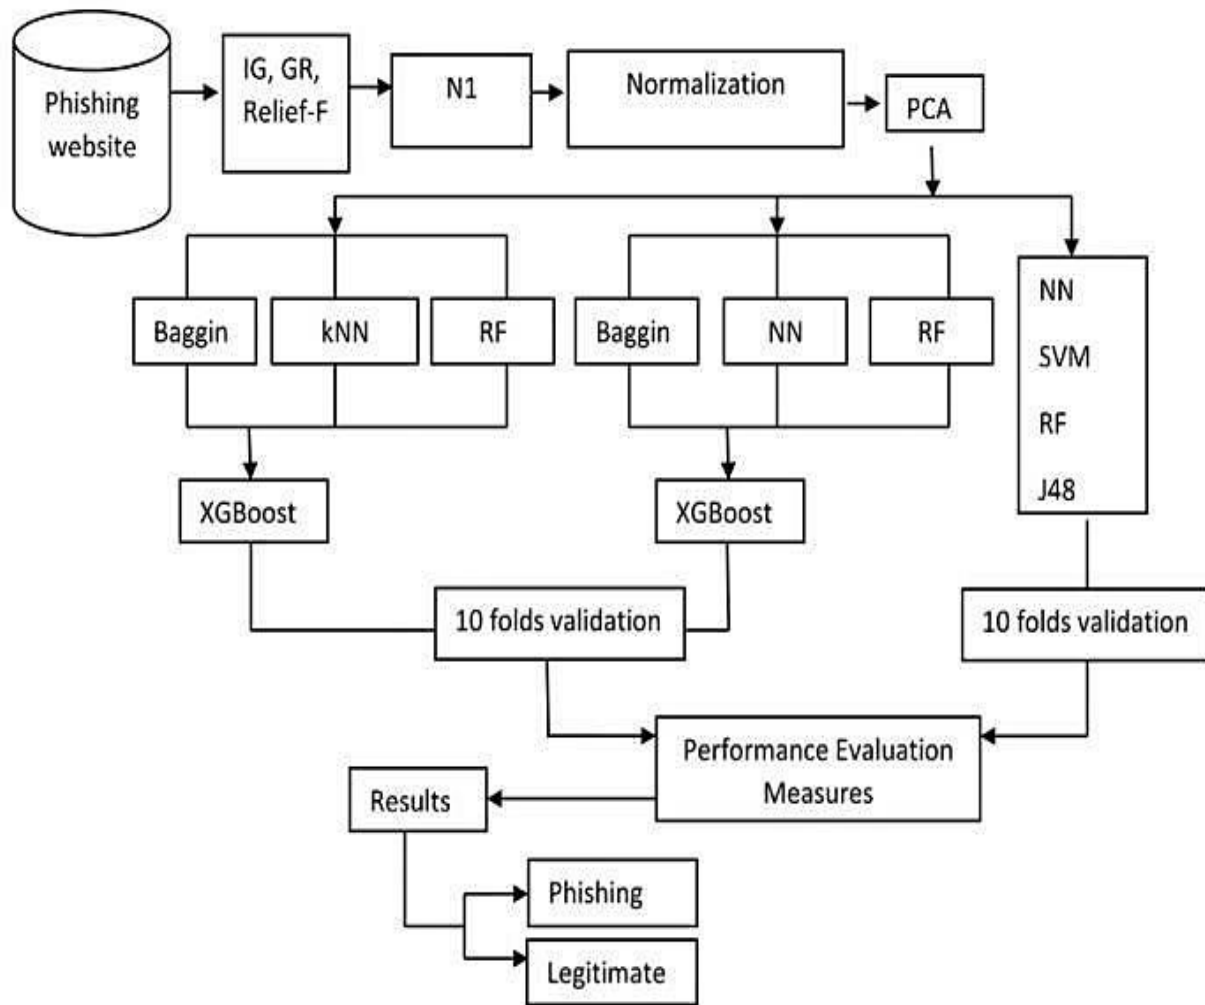 Phishing
website
IG, GR,
Relief-F
N1
Normalization
PCA
Baggin
kNN
RF
Baggin
NN
RF
NN
SVM
RF
J48
XGBoost
XGBoost
10 folds validation
10 folds validation
Performance Evaluation
Measures
Results
Phishing
Legitimate